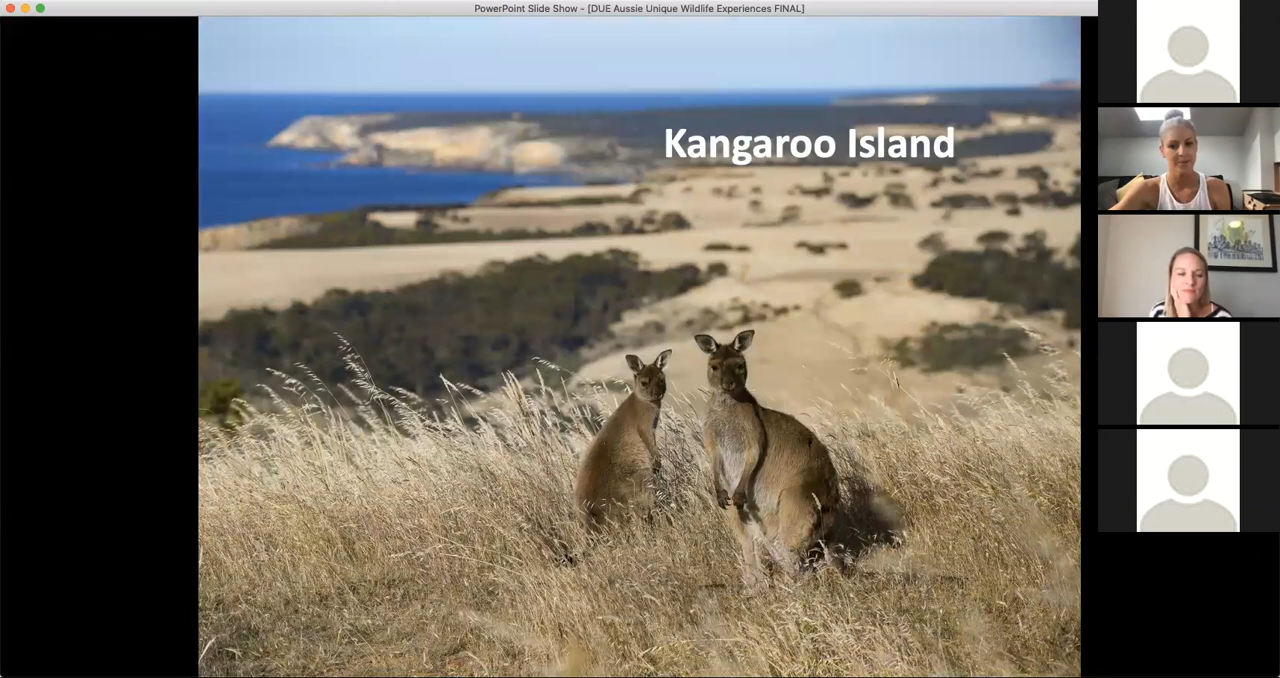 PowerPoint Slide Show - [DUE Aussie Unique Wildlife Experiences FINAL]
Kangaroo Island